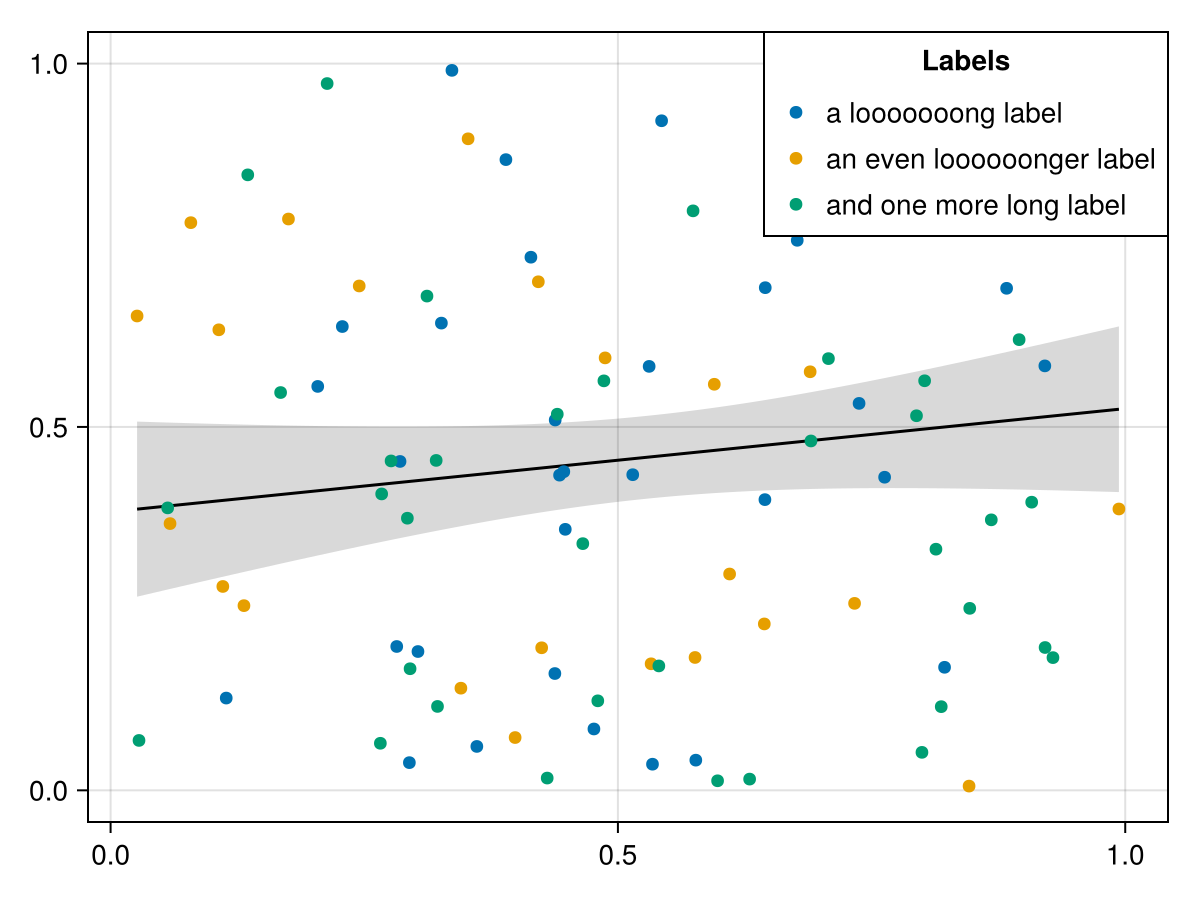 1.0
0.5
0.0
0.0 0.5 1.0
Labels
a looooooong label
an even loooooonger label
and one more long label